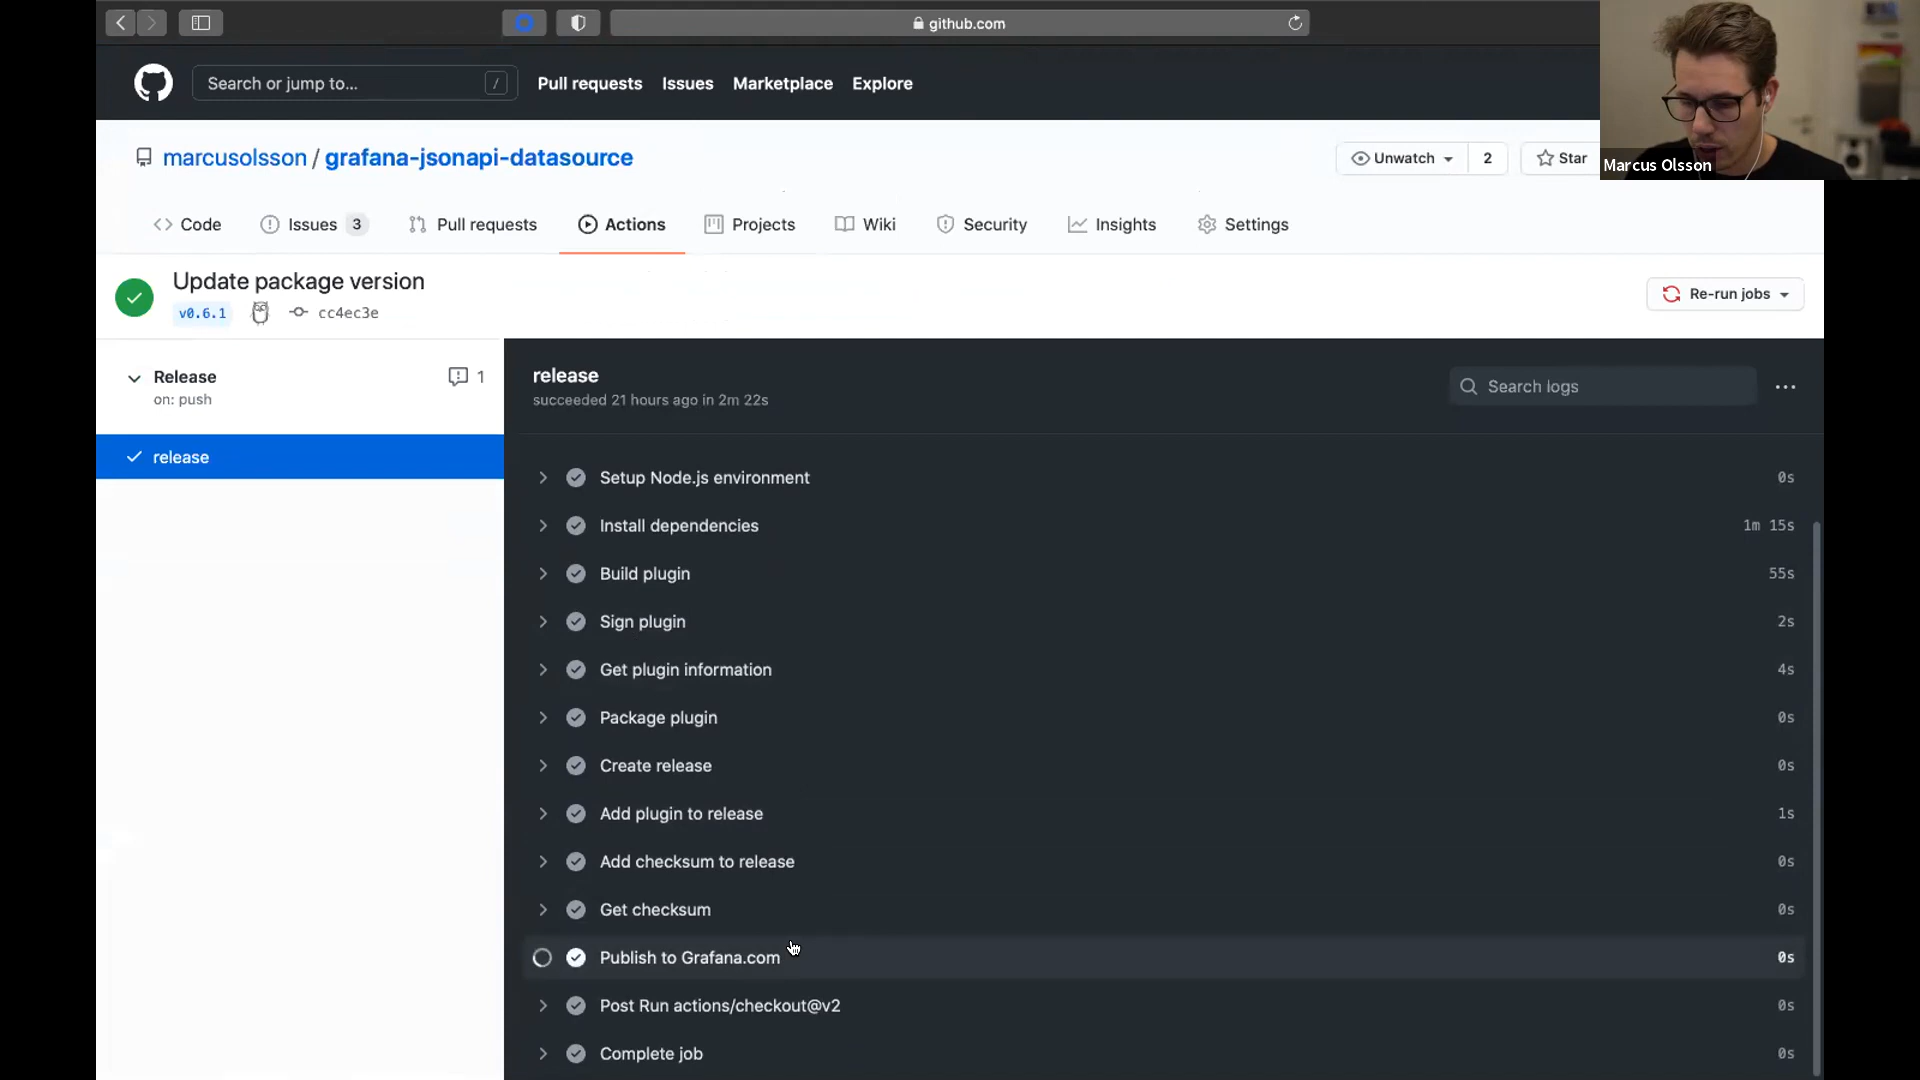 github.com
Search or jump to... /
Pull requests Issues Marketplace Explore
Marcus Olsson
marcusolsson / grafana-jsonapi-datasource
Unwatch 2 Star
Code Issues 3 Pull requests Actions Projects Wiki Security Insights Settings
Update package version
v0.6.1 cc4ec3e
Re-run jobs
Release 1
on: push
release
release
succeeded 21 hours ago in 2m 22s
Search logs
Setup Node.js environment 0s
Install dependencies 1m 15s
Build plugin 55s
Sign plugin 2s
Get plugin information 4s
Package plugin 0s
Create release 0s
Add plugin to release 1s
Add checksum to release 0s
Get checksum 0s
Publish to Grafana.com 0s
Post Run actions/checkout@v2 0s
Complete job 0s